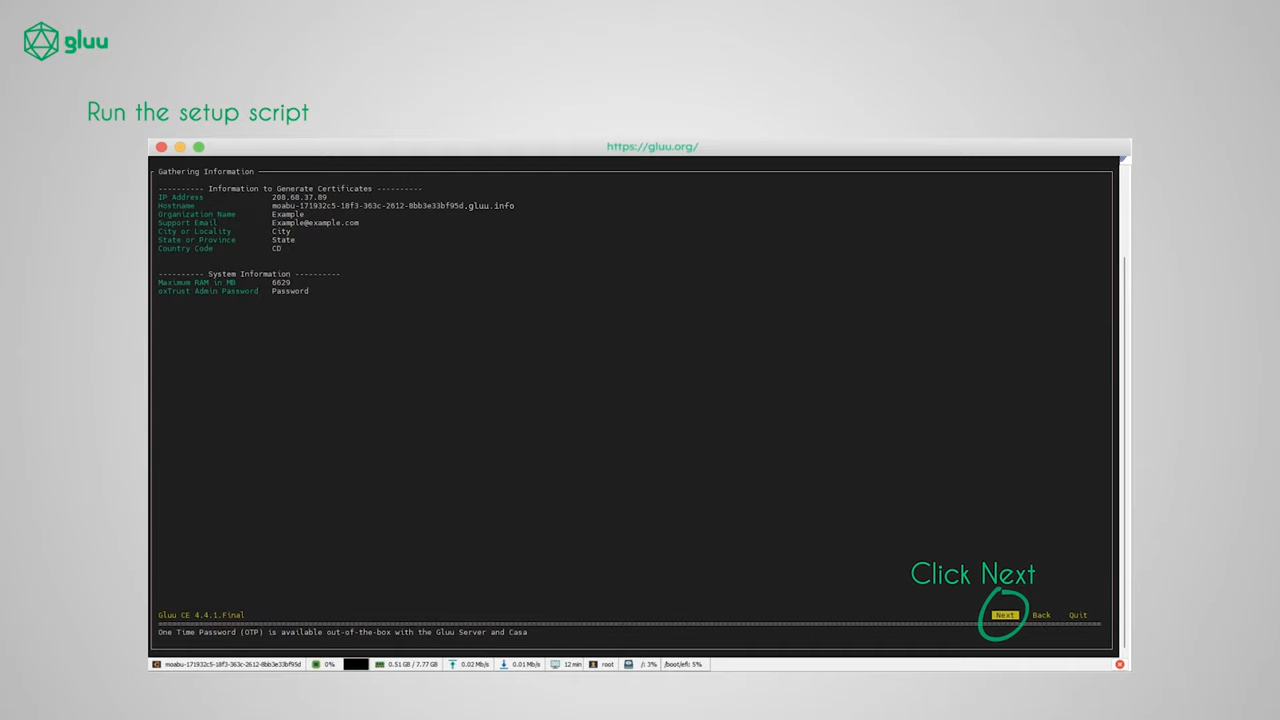 gluu
Run the setup script
https://gluu.org/
Gathering Information
---------- Information to Generate Certificates ----------
IP Address 208.68.37.89
Hostname moabu-171932c5-18f3-363c-2612-8bb3e33bf95d.gluu.info
Organization Name Example
Support Email Example@example.com
City or Locality City
State or Province State
Country Code CD
---------- System Information ----------
Maximum RAM in MB 6629
oxTrust Admin Password Password
Click Next
Gluu CE 4.4.1.Final Next Back Quit
One Time Password (OTP) is available out-of-the-box with the Gluu Server and Casa
moabu-171932c5-18f3-363c-2612-8bb3e33bf95d 0% 0.51 GB / 7.77 GB 0.02 Mb/s 0.01 Mb/s 12 min root /: 3% /boot/efi: 5%